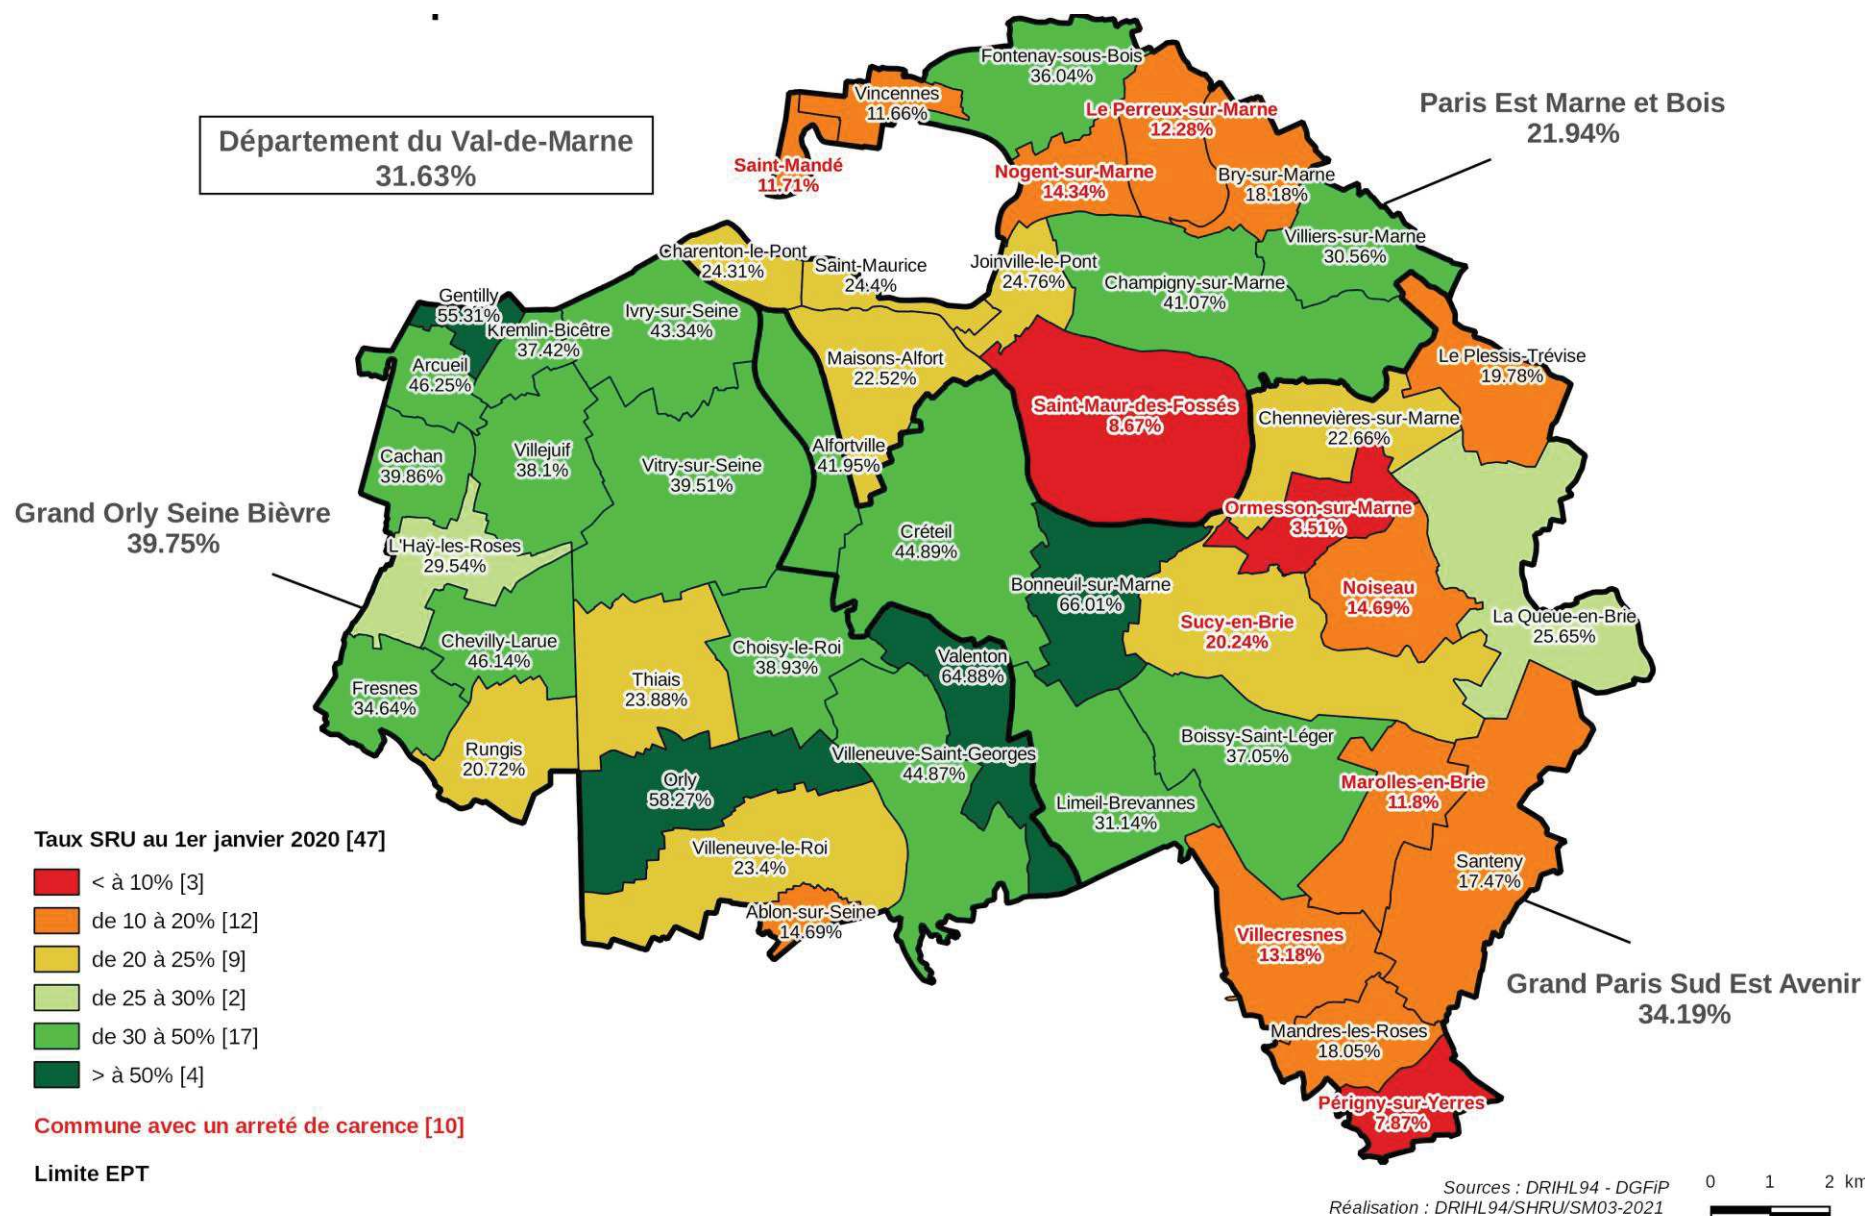 Fontenay-sous-Bois
36.04%
Vincennes
11.66%
Le Perreux-sur-Marne
12.28%
Paris Est Marne et Bois
21.94%
Département du Val-de-Marne
31.63%
Saint-Mandé
11.71%
Nogent-sur-Marne
14.34%
Bry-sur-Marne
18.18%
Villiers-sur-Marne
30.56%
Charenton-le-Pont
24.31%
Saint-Maurice
24.4%
Joinville-le-Pont
24.76%
Champigny-sur-Marne
41.07%
Gentilly
55.31%
Kremlin-Bicêtre
37.42%
Ivry-sur-Seine
43.34%
Arcueil
46.25%
Maisons-Alfort
22.52%
Le Plessis-Trévise
19.78%
Saint-Maur-des-Fossés
8.67%
Chennevières-sur-Marne
22.66%
Cachan
39.86%
Villejuif
38.1%
Vitry-sur-Seine
39.51%
Alfortville
41.95%
Grand Orly Seine Bièvre
39.75%
Ormesson-sur-Marne
3.51%
Créteil
44.89%
L'Haÿ-les-Roses
29.54%
Bonneuil-sur-Marne
66.01%
Noiseau
14.69%
La Queue-en-Brie
25.65%
Sucy-en-Brie
20.24%
Chevilly-Larue
46.14%
Choisy-le-Roi
38.93%
Valenton
64.88%
Fresnes
34.64%
Thiais
23.88%
Rungis
20.72%
Villeneuve-Saint-Georges
44.87%
Boissy-Saint-Léger
37.05%
Orly
58.27%
Marolles-en-Brie
11.8%
Limeil-Brevannes
31.14%
Villeneuve-le-Roi
23.4%
Santeny
17.47%
Ablon-sur-Seine
14.69%
Villecresnes
13.18%
Grand Paris Sud Est Avenir
34.19%
Mandres-les-Roses
18.05%
Périgny-sur-Yerres
7.87%
Taux SRU au 1er janvier 2020 [47]
< à 10% [3]
de 10 à 20% [12]
de 20 à 25% [9]
de 25 à 30% [2]
de 30 à 50% [17]
> à 50% [4]
Commune avec un arreté de carence [10]
Limite EPT
Sources : DRIHL94 - DGFiP
Réalisation : DRIHL94/SHRU/SM03-2021
0 1 2 km